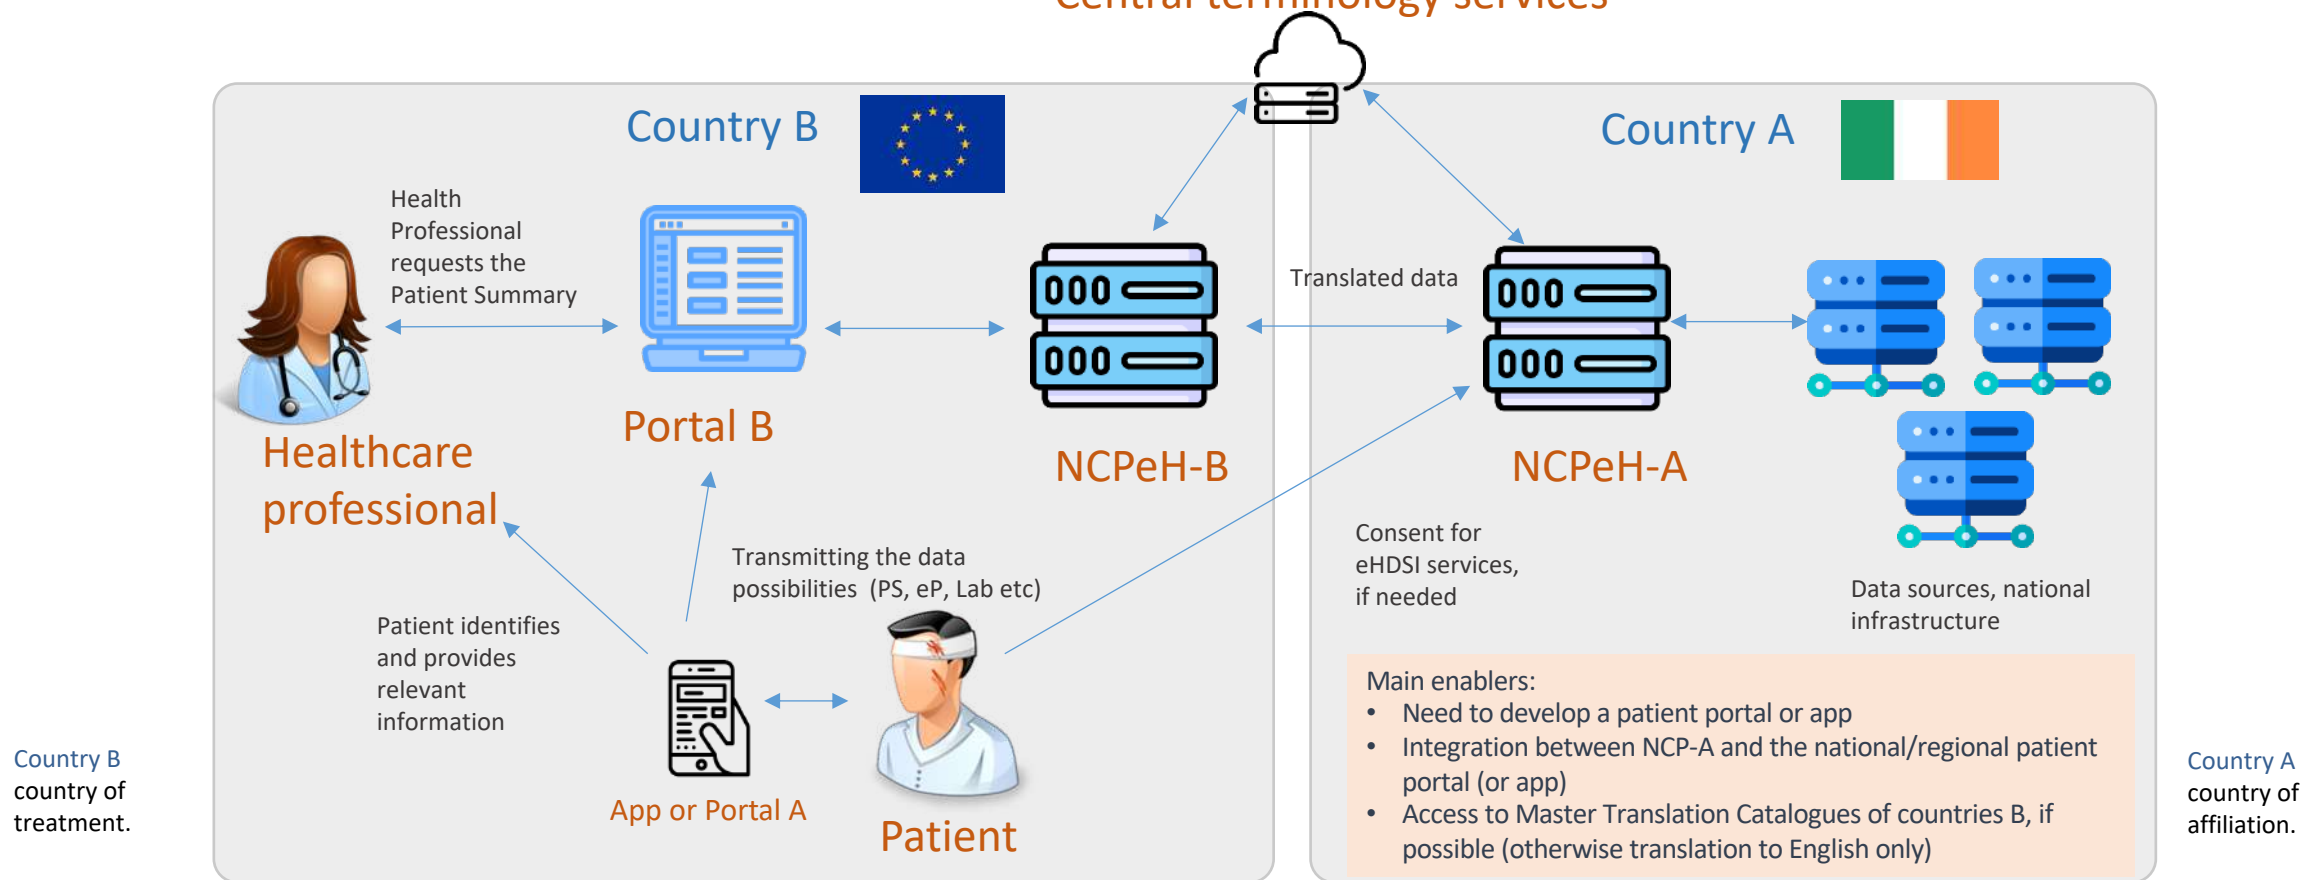 Central terminology services
Country B
Country A
Health
Professional
requests the
Patient Summary
Translated data
Portal B
Healthcare
professional
NCPeH-B
NCPeH-A
Transmitting the data
possibilities (PS, eP, Lab etc)
Consent for
eHDSI services,
if needed
Data sources, national
infrastructure
Patient identifies
and provides
relevant
information
App or Portal A
Patient
Main enablers:
• Need to develop a patient portal or app
• Integration between NCP-A and the national/regional patient
portal (or app)
• Access to Master Translation Catalogues of countries B, if
possible (otherwise translation to English only)
Country B
country of
treatment.
Country A
country of
affiliation.